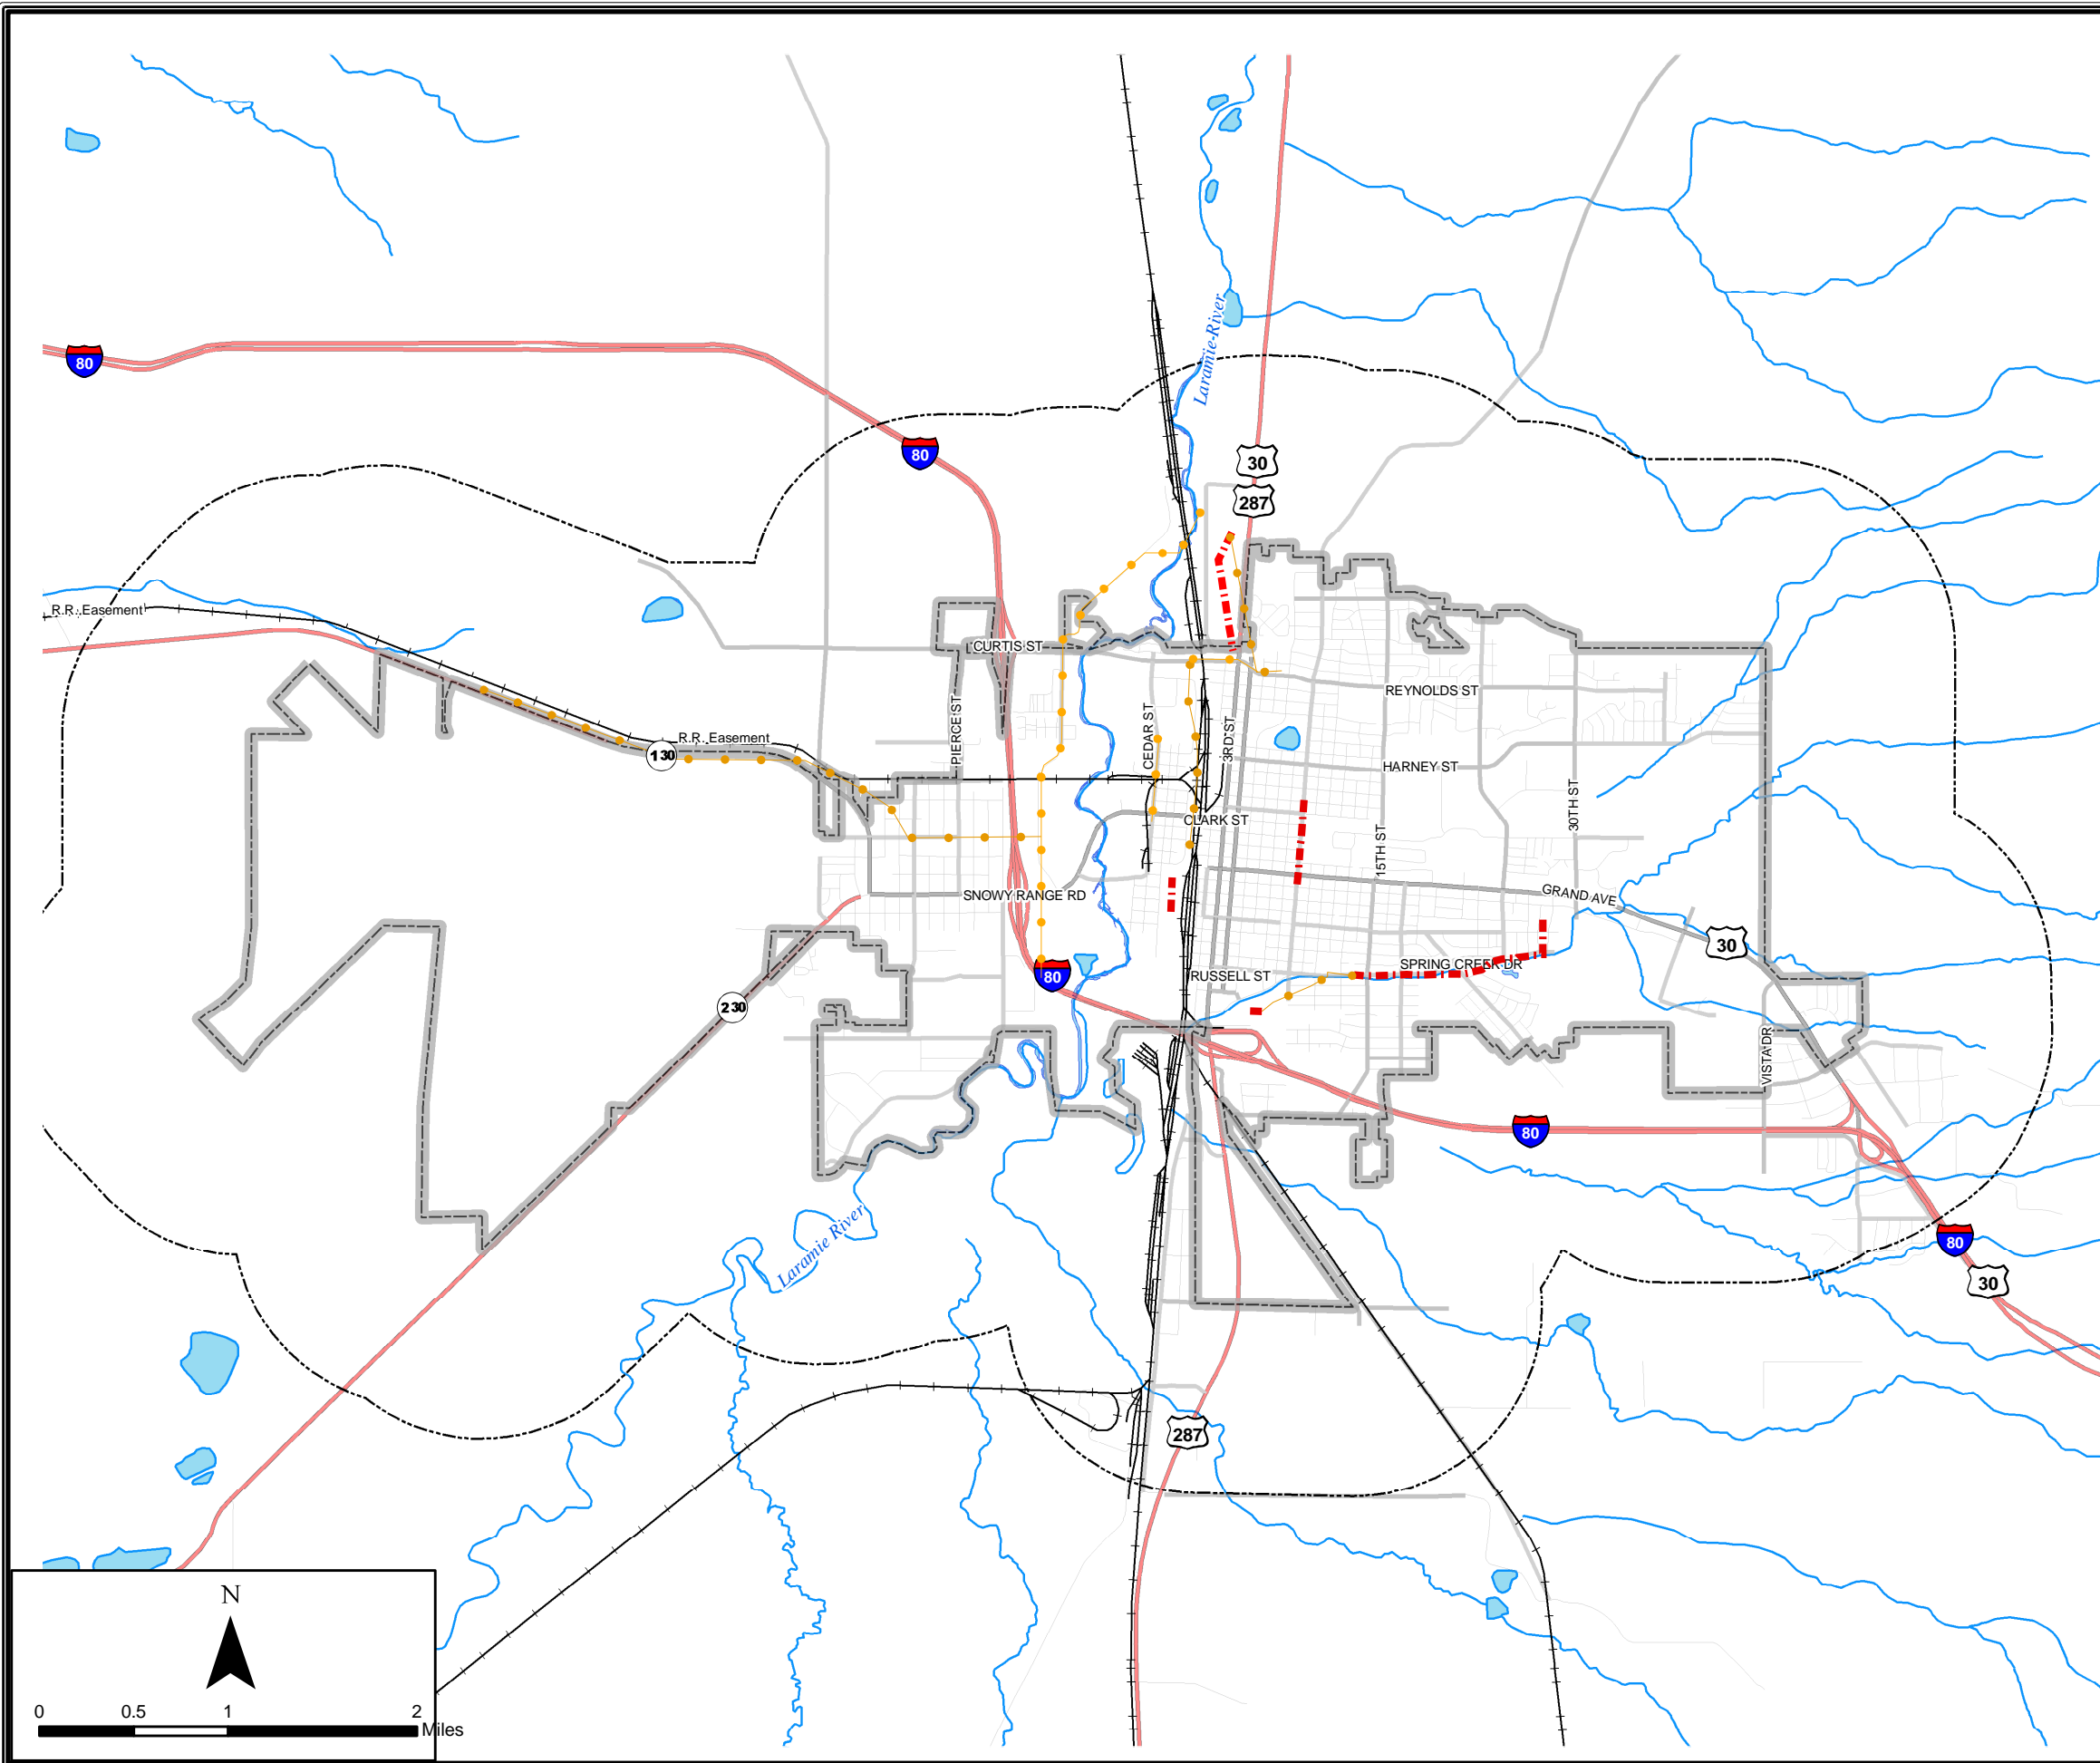 Laramie-River
80
80
30
287
R.R. Easement
CURTIS ST
REYNOLDS ST
PIERCE ST
CEDAR ST
3RD ST
R.R. Easement
130
HARNEY ST
30TH ST
CLARK ST
15TH ST
SNOWY RANGE RD
GRAND AVE
30
SPRING CREEK DR
80
RUSSELL ST
230
VISTA DR
80
Laramie River
80
30
287
N
0 0.5 1 2
Miles